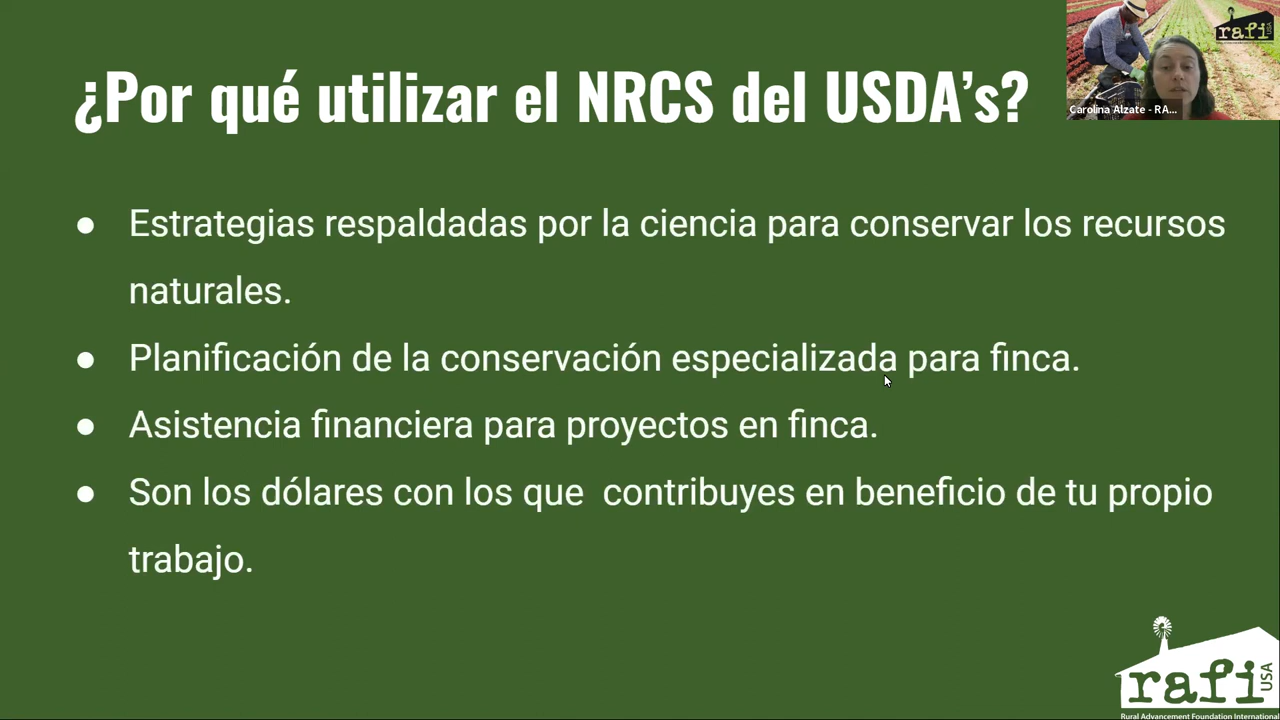 ¿Por qué utilizar el NRCS del USDA’s?
rafi
USA
Carolina Alzate - RA...
● Estrategias respaldadas por la ciencia para conservar los recursos
naturales.
● Planificación de la conservación especializada para finca.
● Asistencia financiera para proyectos en finca.
● Son los dólares con los que  contribuyes en beneficio de tu propio
trabajo.
rafi
USA
Rural Advancement Foundation International